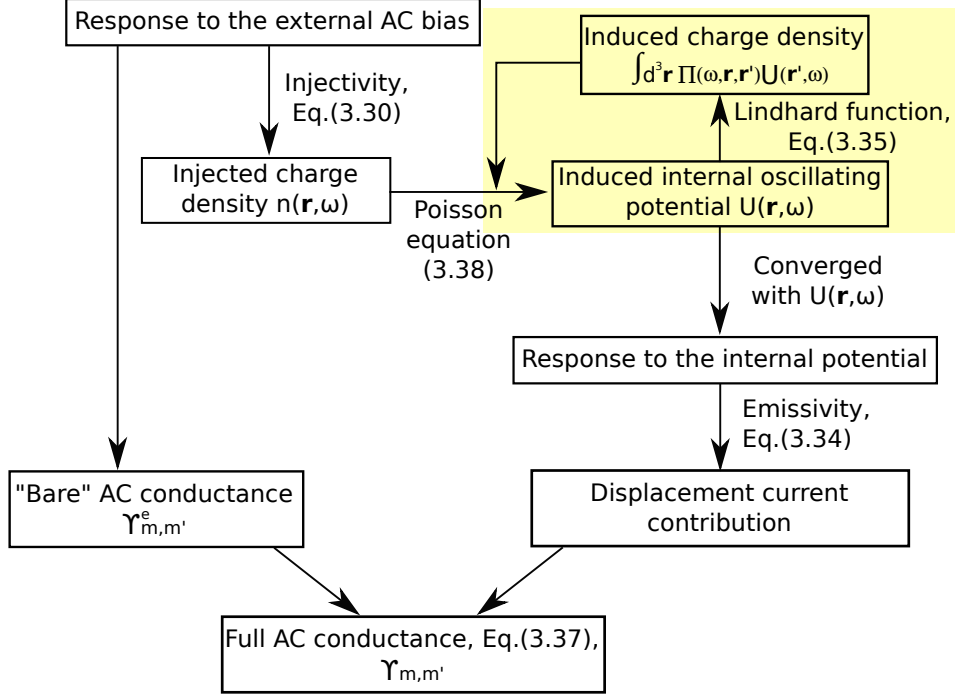 Response to the external AC bias
Induced charge density
∫d³𝐫 Π(ω,𝐫,𝐫')U(𝐫',ω)
Injectivity,
Eq.(3.30)
Lindhard function,
Eq.(3.35)
Injected charge
density n(𝐫,ω)
Poisson
equation
(3.38)
Induced internal oscillating
potential U(𝐫,ω)
Converged
with U(𝐫,ω)
Response to the internal potential
Emissivity,
Eq.(3.34)
"Bare" AC conductance
ϒᵉm,m'
Displacement current
contribution
Full AC conductance, Eq.(3.37),
ϒm,m'